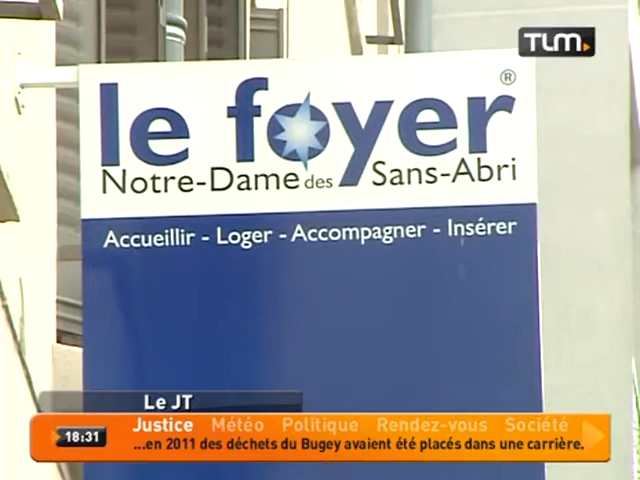 TLM.
le foyer®
Notre-Dame des Sans-Abri
Accueillir - Loger - Accompagner - Insérer
Le JT
Justice Météo Politique Rendez-vous Société
18:31
...en 2011 des déchets du Bugey avaient été placés dans une carrière.